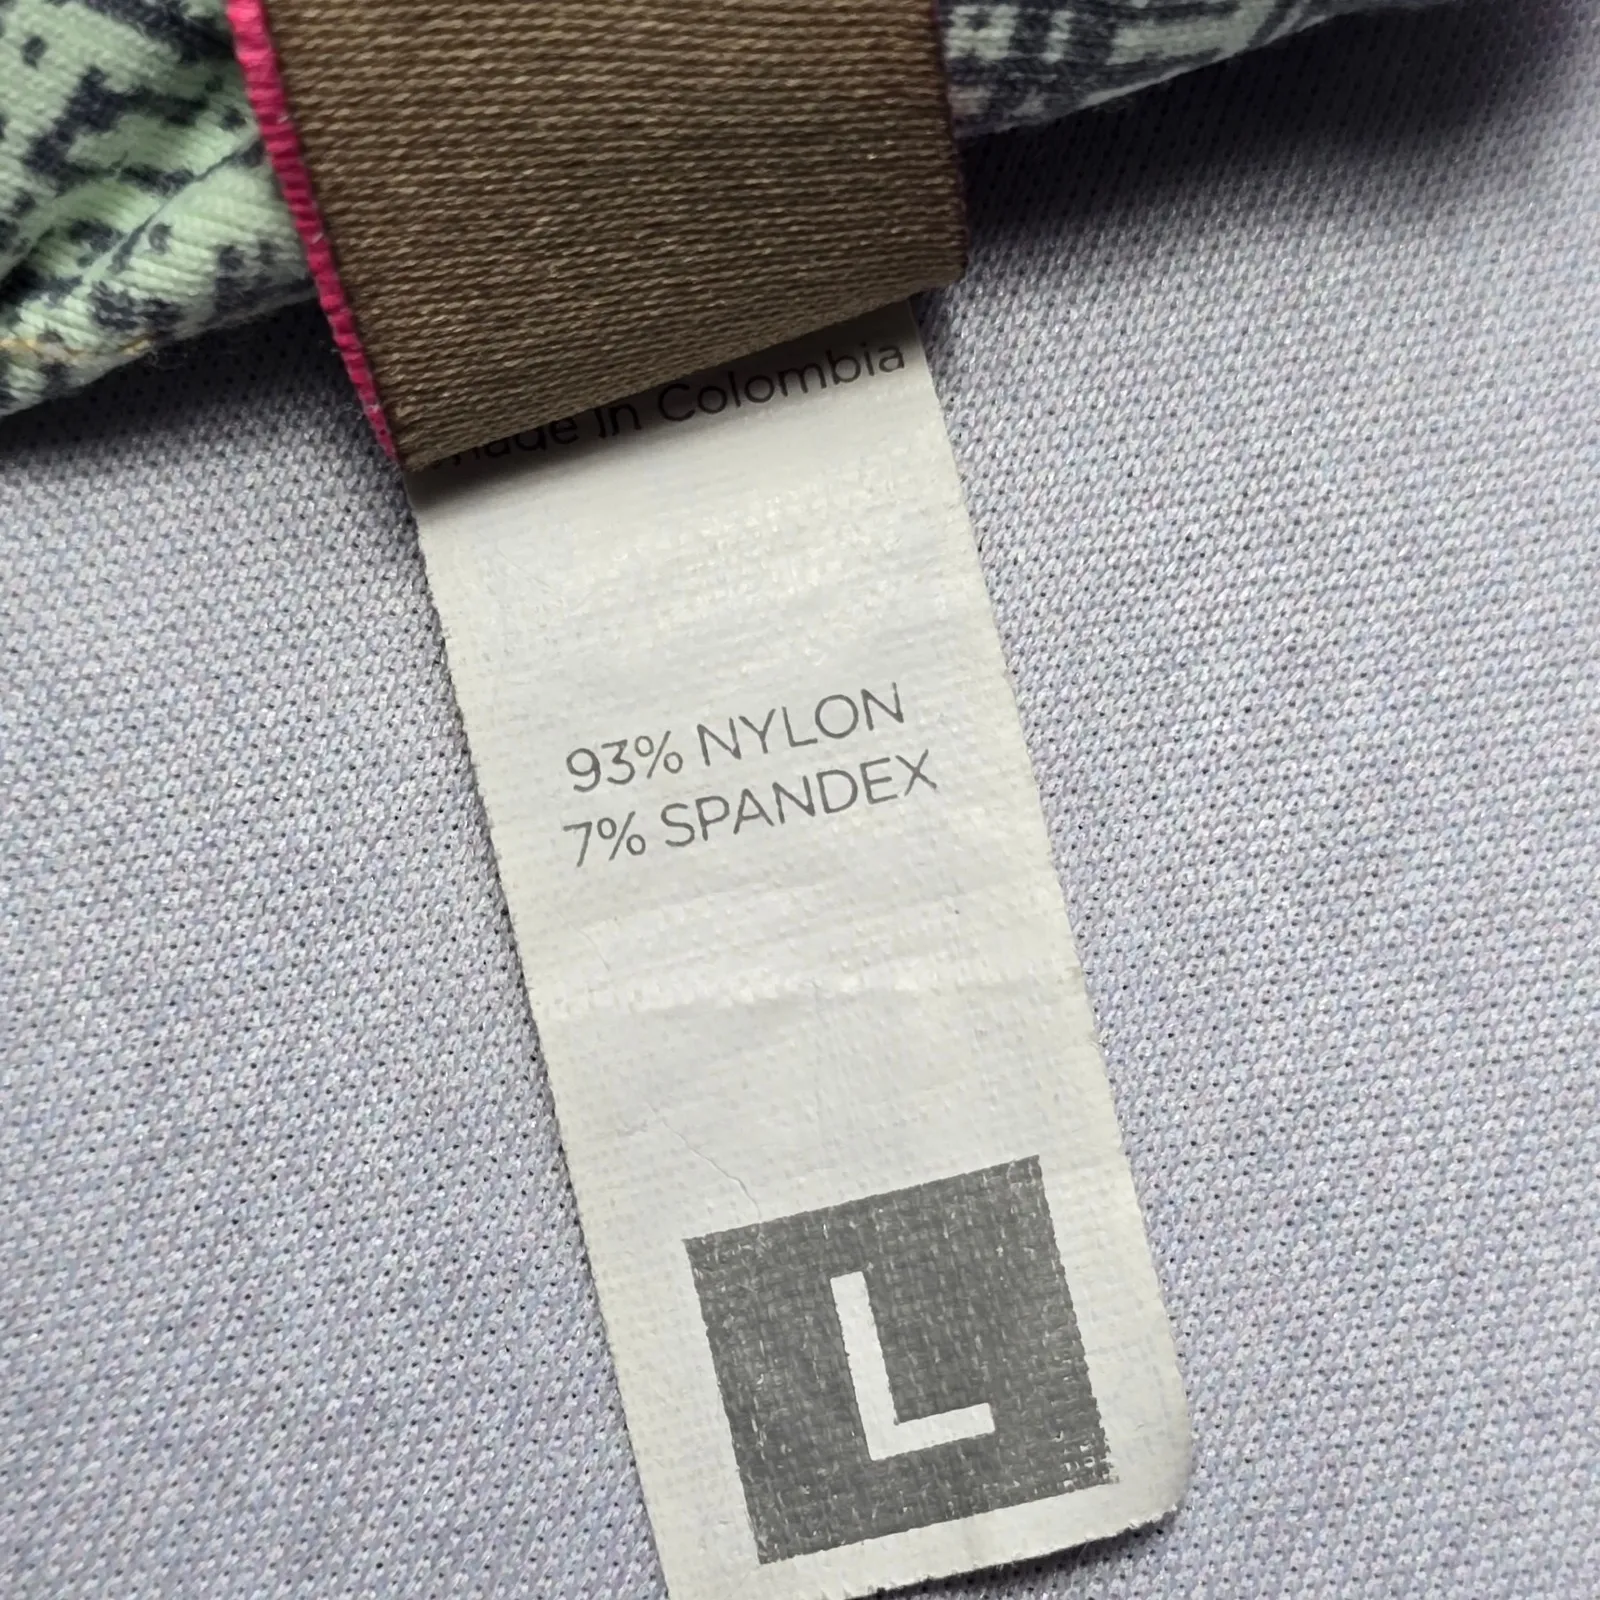 Made in Colombia
93% NYLON
7% SPANDEX
L